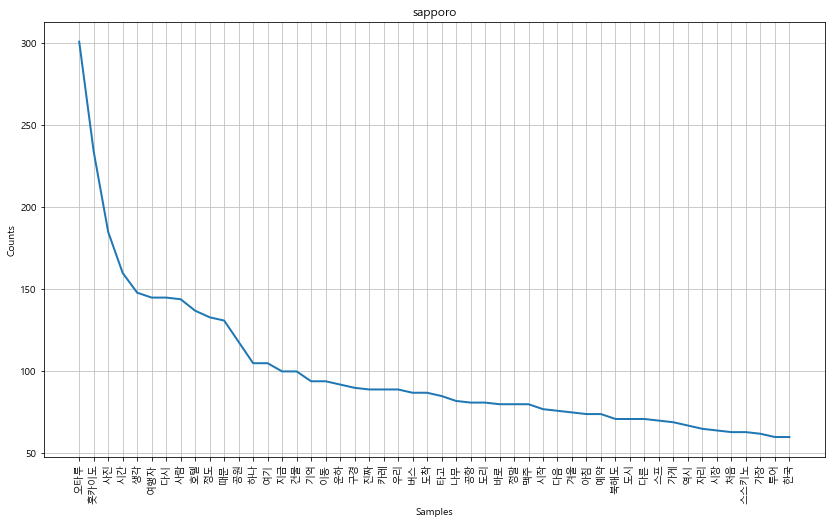 sapporo
Counts
300
250
200
150
100
50
오타루
홋카이도
사진
시간
생각
여행자
다시
사람
호텔
정도
때문
공원
하나
여기
지금
건물
기억
이동
운하
구경
진짜
카레
우리
버스
도착
타고
나무
공항
도리
바로
정말
맥주
시작
다음
겨울
아침
예약
북해도
도시
다른
스프
가게
역시
자리
시장
처음
스스키노
가장
투어
한국
Samples